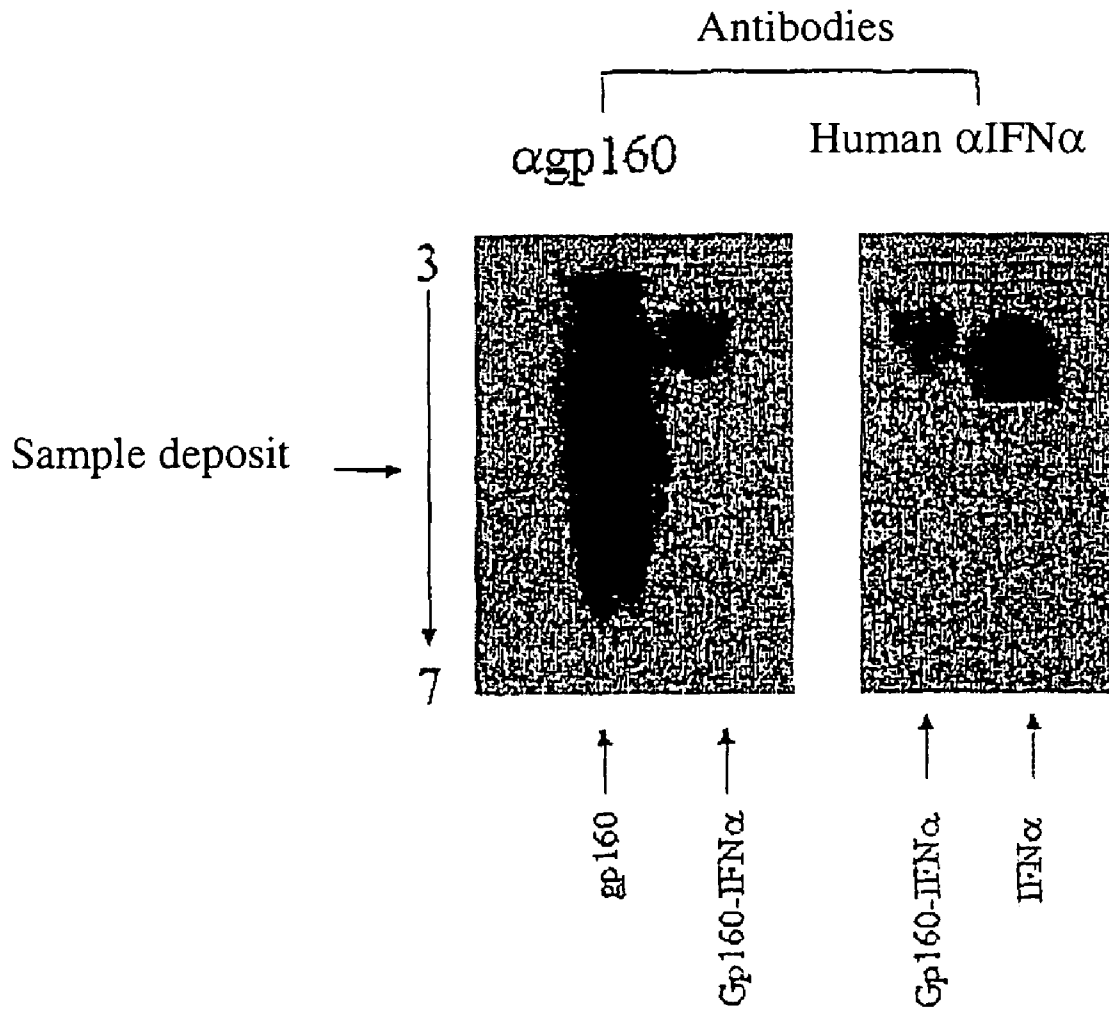 Antibodies
αgp160
Human αIFNα
3
Sample deposit
7
gp160
Gp160-IFNα
Gp160-IFNα
IFNα